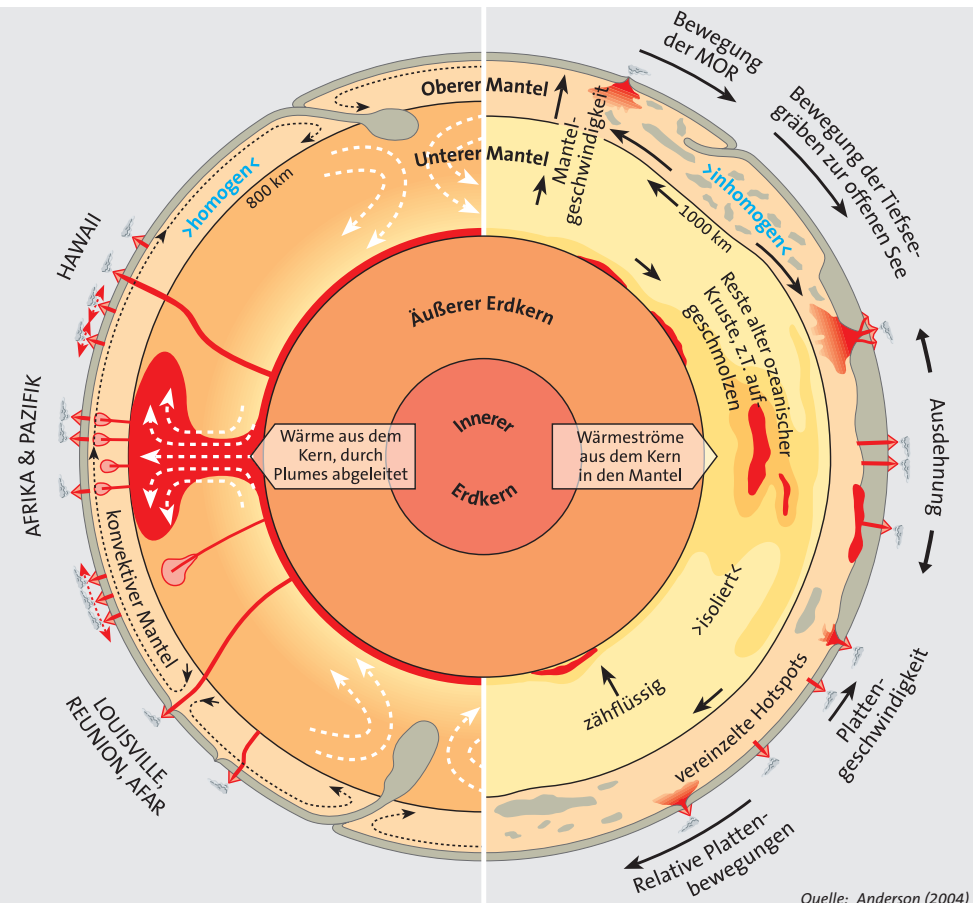 Bewegung
der MOR
Bewegung der Tiefsee-
gräben zur offenen See
Oberer Mantel
Unterer Mantel
Mantel-
geschwindigkeit
>homogen<
800 km
>inhomogen<
1000 km
HAWAII
Äußerer Erdkern
Reste alter ozeanischer
Kruste, z.T. auf
geschmolzen
AFRIKA & PAZIFIK
Wärme aus dem
Kern, durch
Plumes abgeleitet
Innerer
Erdkern
Wärmeströme
aus dem Kern
in den Mantel
Ausdehnung
konvektiver Mantel
>isoliert<
zähflüssig
LOUISVILLE,
REUNION, AFAR
vereinzelte Hotspots
Platten-
geschwindigkeit
Relative Platten-
bewegungen
Quelle: Anderson (2004)